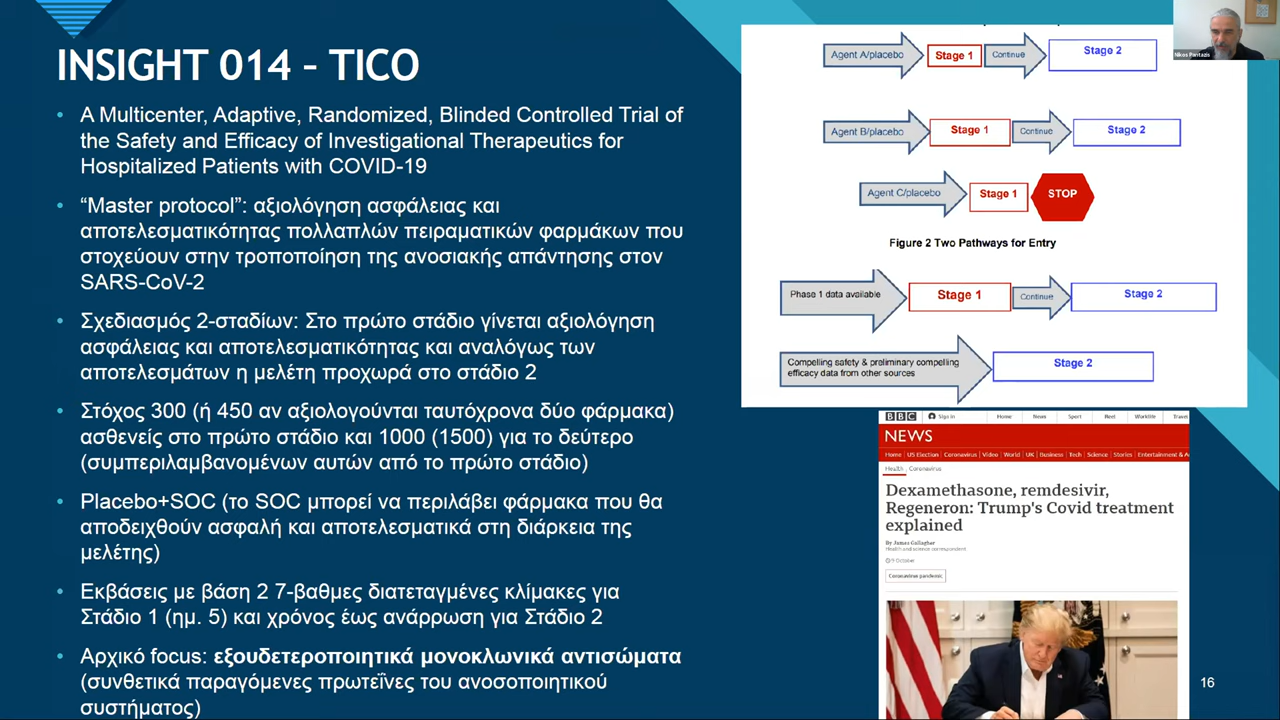 INSIGHT 014 – TICO
• A Multicenter, Adaptive, Randomized, Blinded Controlled Trial of
the Safety and Efficacy of Investigational Therapeutics for
Hospitalized Patients with COVID-19
• “Master protocol”: αξιολόγηση ασφάλειας και
αποτελεσματικότητας πολλαπλών πειραματικών φαρμάκων που
στοχεύουν στην τροποποίηση της ανοσιακής απάντησης στον
SARS-CoV-2
• Σχεδιασμός 2-σταδίων: Στο πρώτο στάδιο γίνεται αξιολόγηση
ασφάλειας και αποτελεσματικότητας και αναλόγως των
αποτελεσμάτων η μελέτη προχωρά στο στάδιο 2
• Στόχος 300 (ή 450 αν αξιολογούνται ταυτόχρονα δύο φάρμακα)
ασθενείς στο πρώτο στάδιο και 1000 (1500) για το δεύτερο
(συμπεριλαμβανομένων αυτών από το πρώτο στάδιο)
• Placebo+SOC (το SOC μπορεί να περιλάβει φάρμακα που θα
αποδειχθούν ασφαλή και αποτελεσματικά στη διάρκεια της
μελέτης)
• Εκβάσεις με βάση 2 7-βαθμες διατεταγμένες κλίμακες για
Στάδιο 1 (ημ. 5) και χρόνος έως ανάρρωση για Στάδιο 2
• Αρχικό focus: εξουδετεροποιητικά μονοκλωνικά αντισώματα
(συνθετικά παραγόμενες πρωτεΐνες του ανοσοποιητικού
συστήματος)
Agent A/placebo Stage 1 Continue Stage 2
Agent B/placebo Stage 1 Continue Stage 2
Agent C/placebo Stage 1 STOP
Figure 2 Two Pathways for Entry
Phase 1 data available Stage 1 Continue Stage 2
Compelling safety & preliminary compelling
efficacy data from other sources
Stage 2
Nikos Pantazis
BBC Sign in Home News Sport Reel Worklife Travel
NEWS
Home US Election Coronavirus Video World UK Business Tech Science Stories Entertainment &
Health Coronavirus
Dexamethasone, remdesivir,
Regeneron: Trump's Covid treatment
explained
By James Gallagher
Health and science correspondent
9 October
Coronavirus pandemic
16